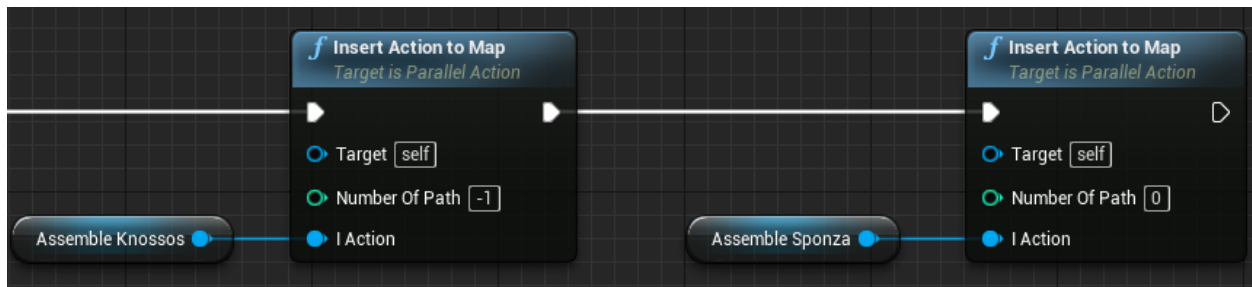 Insert Action to Map
Target is Parallel Action
Target self
Number Of Path -1
Assemble Knossos
I Action
Insert Action to Map
Target is Parallel Action
Target self
Number Of Path 0
Assemble Sponza
I Action